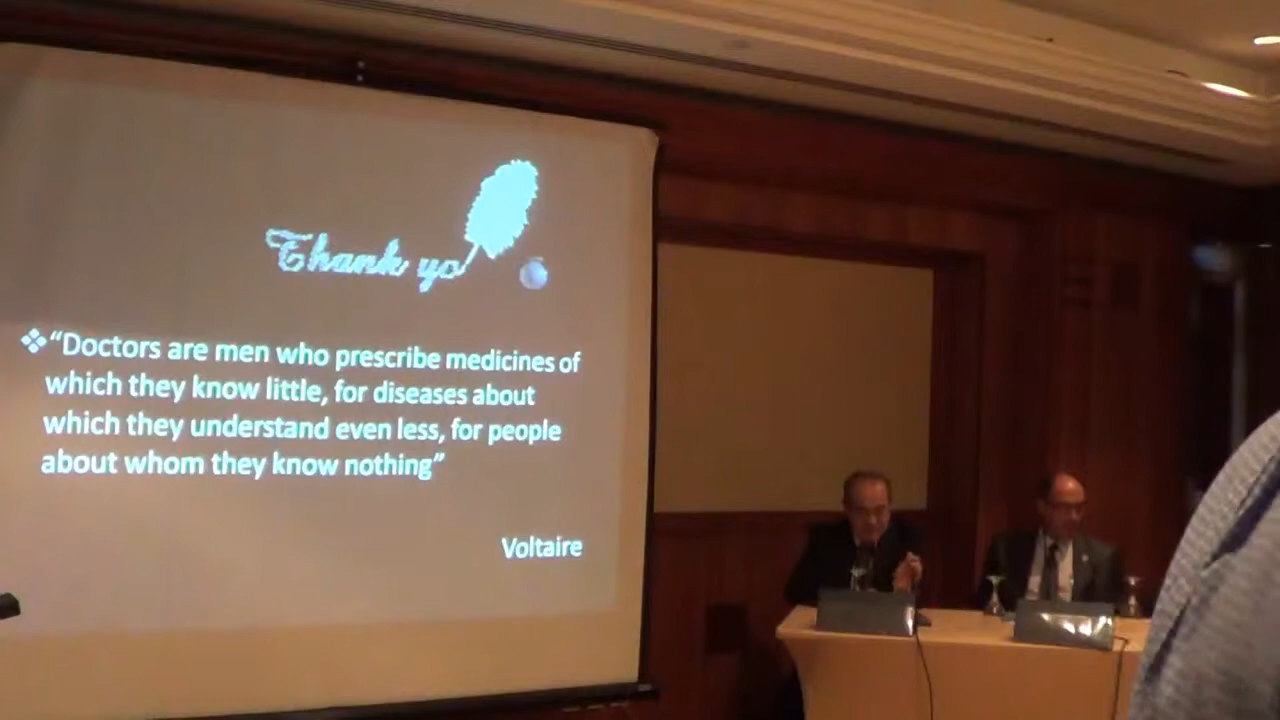 Thank yo
❖“Doctors are men who prescribe medicines of
which they know little, for diseases about
which they understand even less, for people
about whom they know nothing”
Voltaire